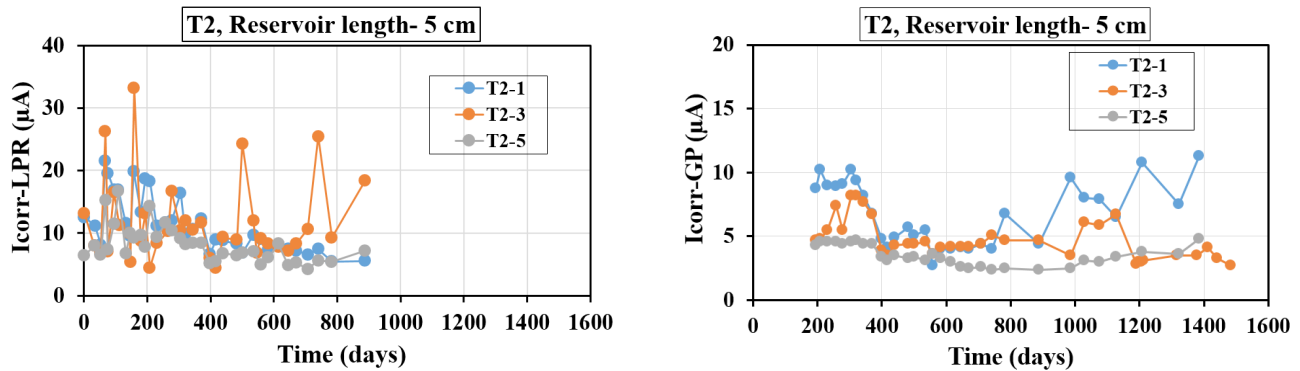 T2, Reservoir length- 5 cm
40
30
20
10
0
Icorr-LPR (μA)
T2-1
T2-3
T2-5
0 200 400 600 800 1000 1200 1400 1600
Time (days)
T2, Reservoir length- 5 cm
20
15
10
5
0
Icorr-GP (μA)
T2-1
T2-3
T2-5
0 200 400 600 800 1000 1200 1400 1600
Time (days)